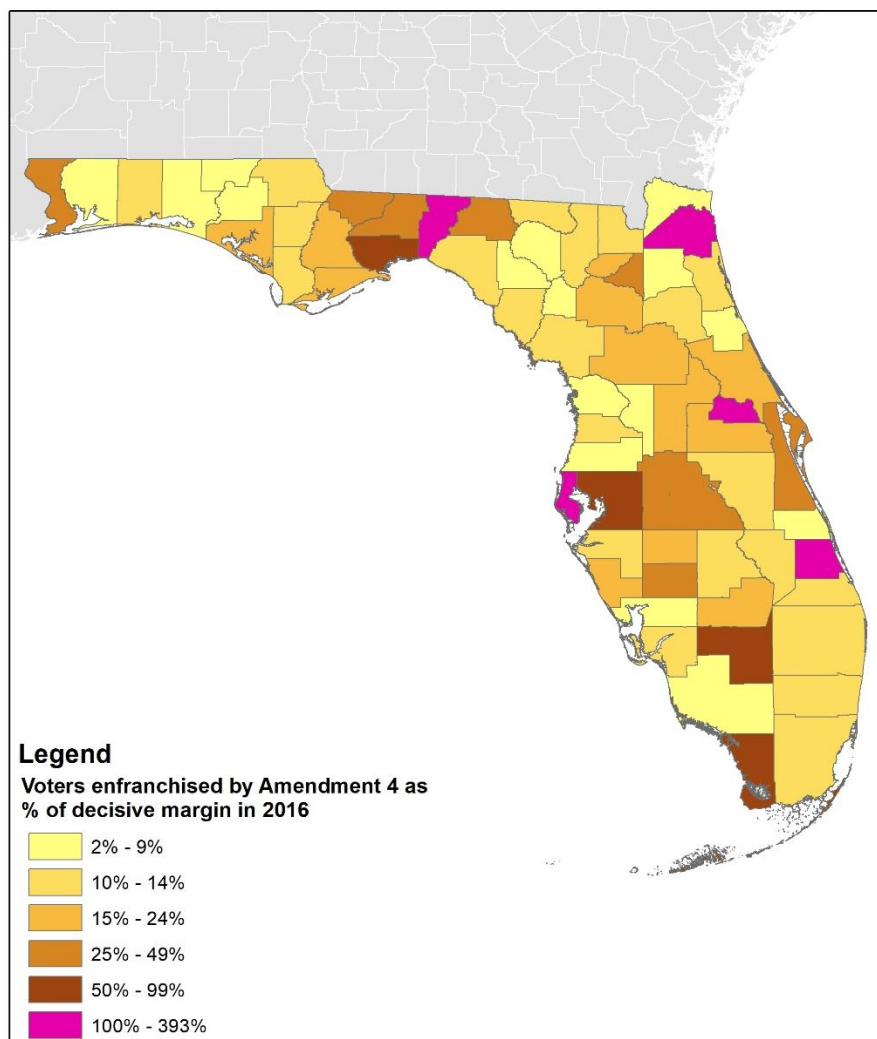 Legend
Voters enfranchised by Amendment 4 as
% of decisive margin in 2016
2% - 9%
10% - 14%
15% - 24%
25% - 49%
50% - 99%
100% - 393%